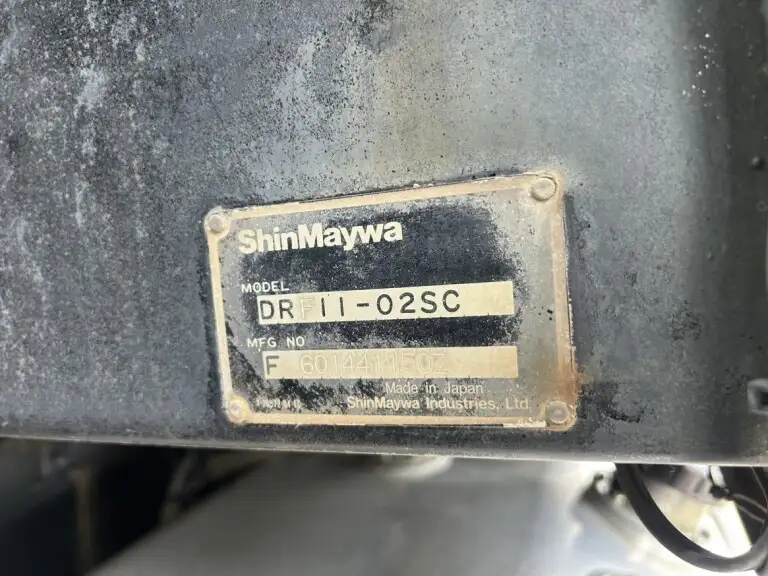 ShinMaywa
MODEL
DRF11-02SC
MFG NO
F
Made in Japan
ShinMaywa Industries, Ltd.